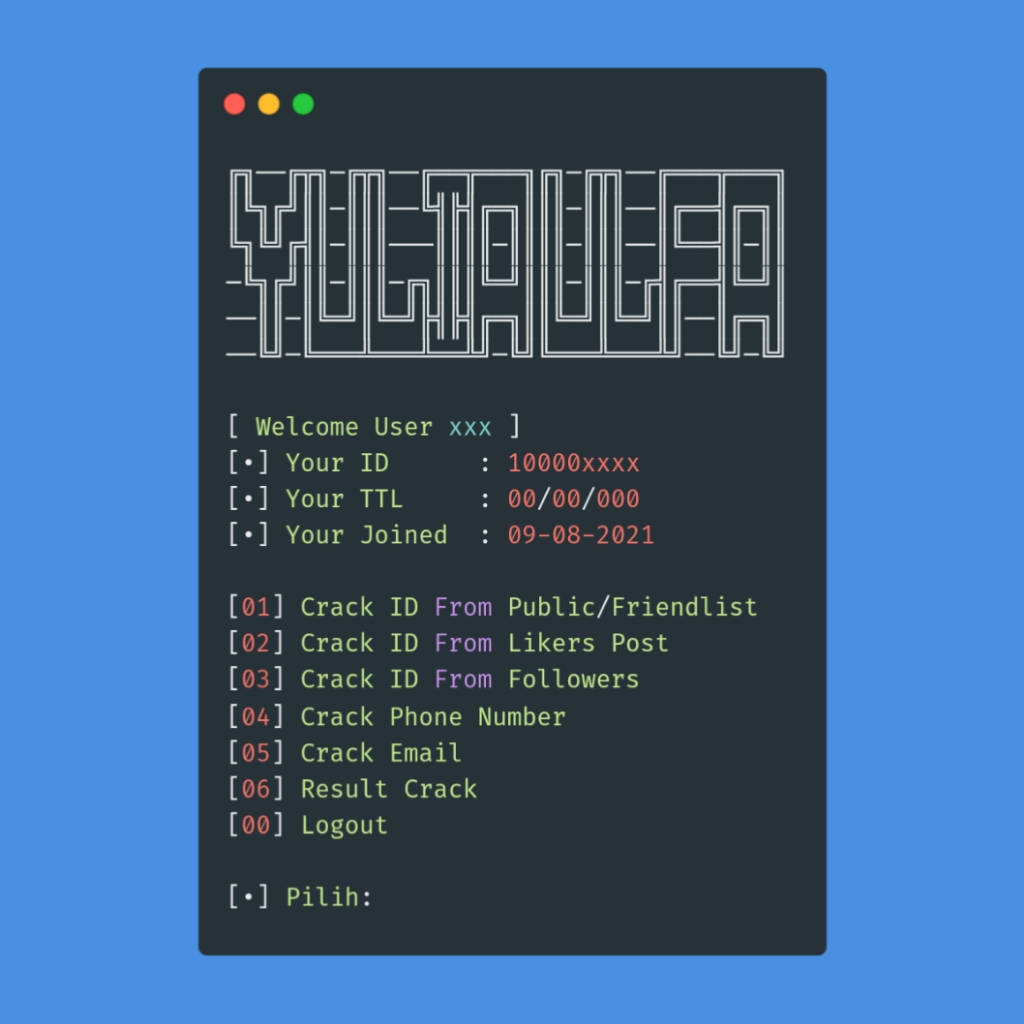 [ Welcome User xxx ]
[•] Your ID      : 10000xxxx
[•] Your TTL     : 00/00/000
[•] Your Joined  : 09-08-2021
[01] Crack ID From Public/Friendlist
[02] Crack ID From Likers Post
[03] Crack ID From Followers
[04] Crack Phone Number
[05] Crack Email
[06] Result Crack
[00] Logout
[•] Pilih: